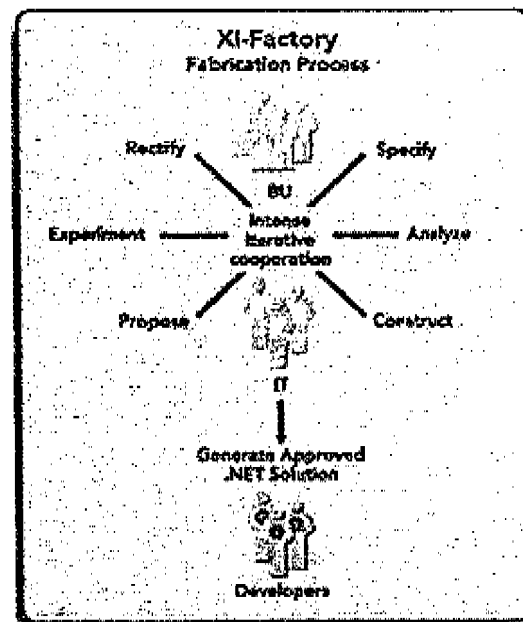 XI-Factory
Fabrication Process
Rectify
Specify
BU
Intense
Experiment
iterative
Analyze
cooperation
Propose
Construct
IT
Generate Approved
.NET Solution
Developers